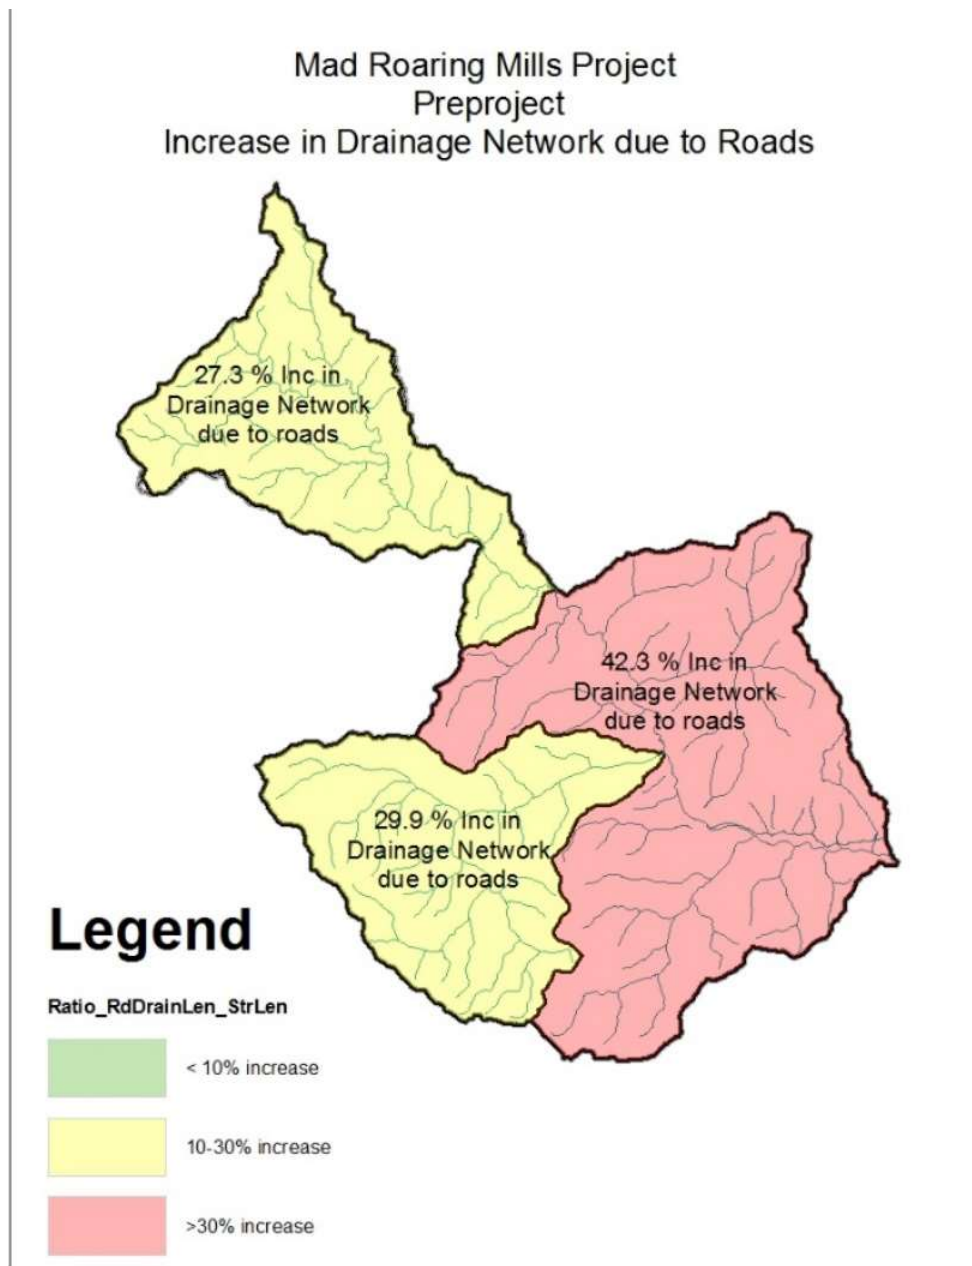 Mad Roaring Mills Project
Preproject
Increase in Drainage Network due to Roads
27.3 % Inc in
Drainage Network
due to roads
42.3 % Inc in
Drainage Network
due to roads
29.9 % Inc in
Drainage Network
due to roads
Legend
Ratio_RdDrainLen_StrLen
< 10% increase
10-30% increase
>30% increase